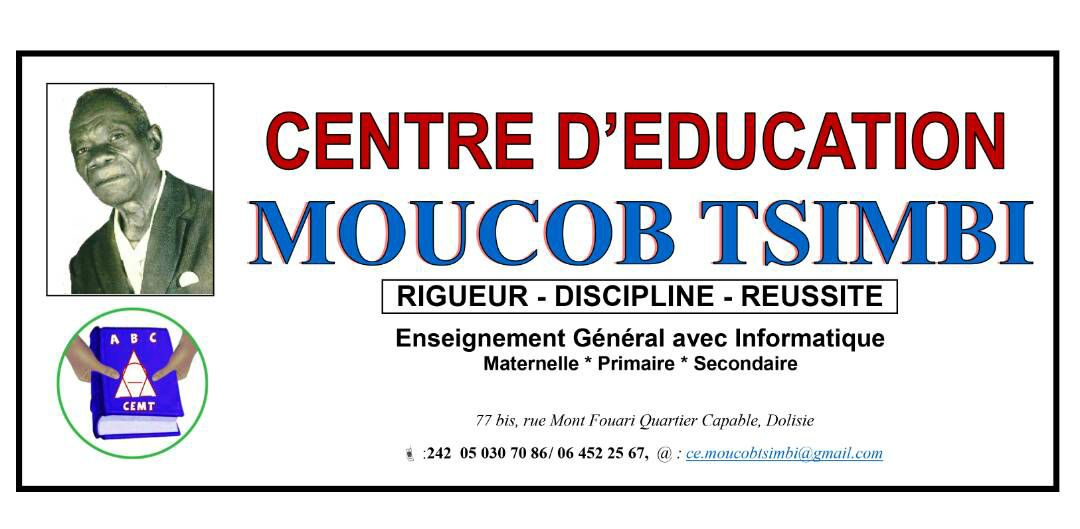 CENTRE D'EDUCATION
MOUCOB TSIMBI
RIGUEUR - DISCIPLINE - REUSSITE
Enseignement Général avec Informatique
Maternelle * Primaire * Secondaire
77 bis, rue Mont Fouari Quartier Capable, Dolisie
:242 05 030 70 86/ 06 452 25 67, @ : ce.moucobtsimbi@gmail.com
A B C
CEMT